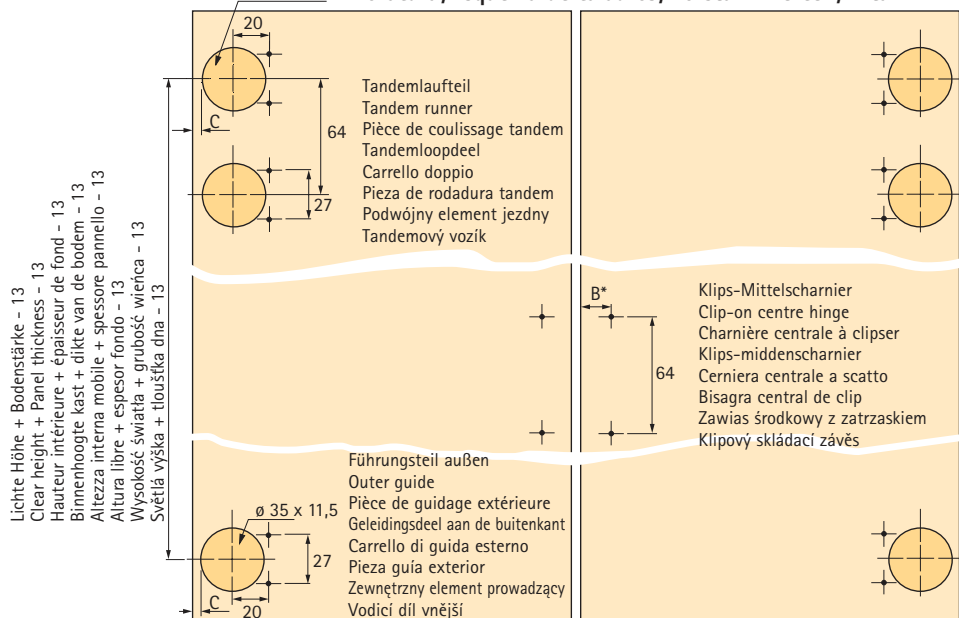 20
C
64
27
Tandemlaufteil
Tandem runner
Pièce de coulissage tandem
Tandemloopdeel
Carrello doppio
Pieza de rodadura tandem
Podwójny element jezdny
Tandemový vozík
Lichte Höhe + Bodenstärke - 13
Clear height + Panel thickness - 13
Hauteur intérieure + épaisseur de fond - 13
Binnenhoogte kast + dikte van de bodem - 13
Altezza interna mobile + spessore pannello - 13
Altura libre + espesor fondo - 13
Wysokość światła + grubość wieńca - 13
Světlá výška + tloušťka dna - 13
B*
64
Klips-Mittelscharnier
Clip-on centre hinge
Charnière centrale à clipser
Klips-middenscharnier
Cerniera centrale a scatto
Bisagra central de clip
Zawias środkowy z zatrzaskiem
Klipový skládací závěs
Führungsteil außen
Outer guide
Pièce de guidage extérieure
Geleidingsdeel aan de buitenkant
Carrello di guida esterno
Pieza guía exterior
Zewnętrzny element prowadzący
Vodicí díl vnější
ø 35 x 11,5
27
C
20